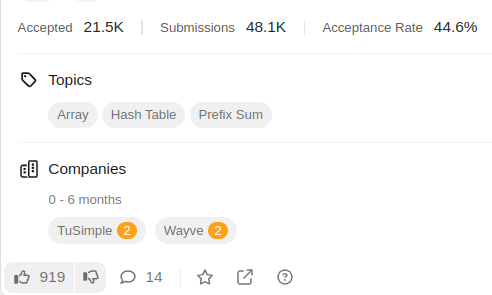 Accepted 21.5K Submissions 48.1K Acceptance Rate 44.6%
Topics
Array Hash Table Prefix Sum
Companies
0 - 6 months
TuSimple 2 Wayve 2
919 14